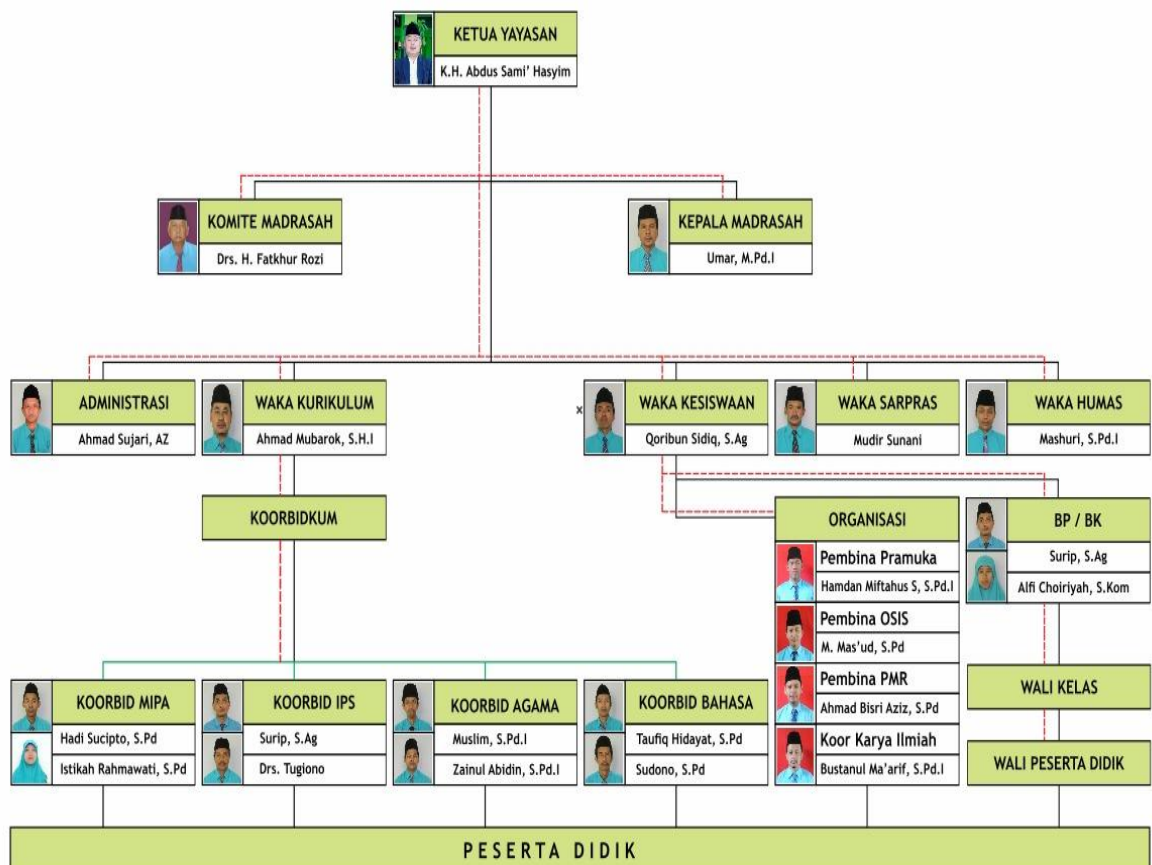 KETUA YAYASAN
K.H. Abdus Sami' Hasyim
KOMITE MADRASAH
Drs. H. Fatkhur Rozi
KEPALA MADRASAH
Umar, M.Pd.I
ADMINISTRASI
Ahmad Sujari, AZ
WAKA KURIKULUM
Ahmad Mubarok, S.H.I
x
WAKA KESISWAAN
Qoribun Sidiq, S.Ag
WAKA SARPRAS
Mudir Sunani
WAKA HUMAS
Mashuri, S.Pd.I
KOORBIDKUM
ORGANISASI
Pembina Pramuka
Hamdan Miftahus S, S.Pd.I
Pembina OSIS
M. Mas'ud, S.Pd
Pembina PMR
Ahmad Bisri Aziz, S.Pd
Koor Karya Ilmiah
Bustanul Ma'arif, S.Pd.I
BP / BK
Surip, S.Ag
Alfi Choiriyah, S.Kom
WALI KELAS
WALI PESERTA DIDIK
KOORBID MIPA
Hadi Sucipto, S.Pd
Istikah Rahmawati, S.Pd
KOORBID IPS
Surip, S.Ag
Drs. Tugiono
KOORBID AGAMA
Muslim, S.Pd.I
Zainul Abidin, S.Pd.I
KOORBID BAHASA
Taufiq Hidayat, S.Pd
Sudono, S.Pd
PESERTA DIDIK